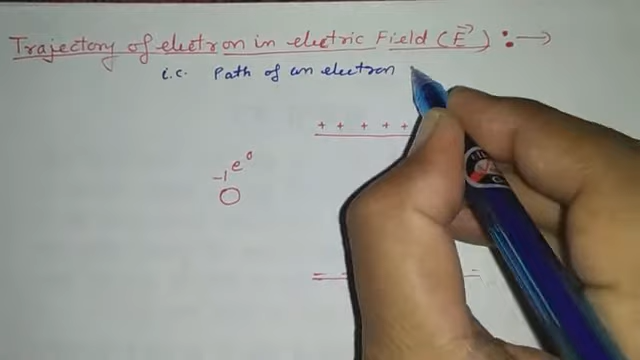 Trajectory of electron in electric Field (E→) : →
i.e. Path of an electron
+ + + + +
-1e⁰